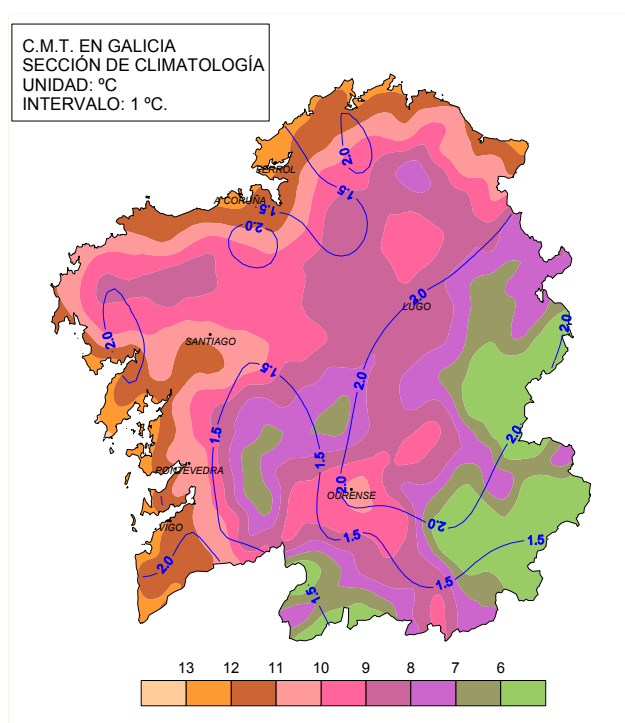 C.M.T. EN GALICIA
SECCIÓN DE CLIMATOLOGÍA
UNIDAD: ºC
INTERVALO: 1 ºC.
2.0
FERROL
1.5
A CORUÑA
1.5
2.0
2.0
LUGO
2.0
2.0
SANTIAGO
1.5
2.0
1.5
2.0
1.5
PONTEVEDRA
2.0
OURENSE
VIGO
2.0
1.5
1.5
2.0
1.5
1.5
13 12 11 10 9 8 7 6